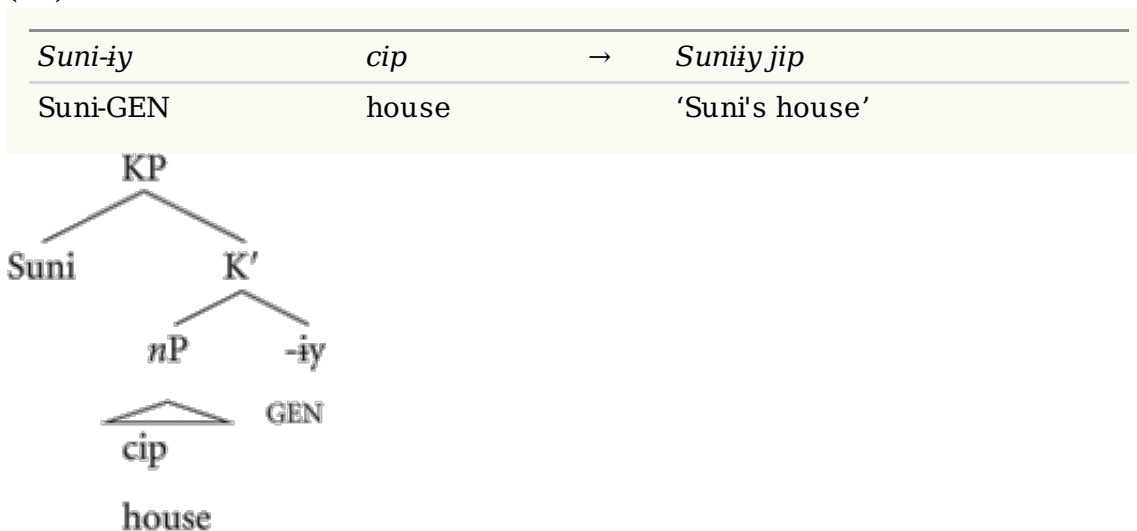 Suni-ɨy cip → Suniɨy jip
Suni-GEN house ‘Suni's house’
KP
Suni K′
nP -ɨy
GEN
cip
house